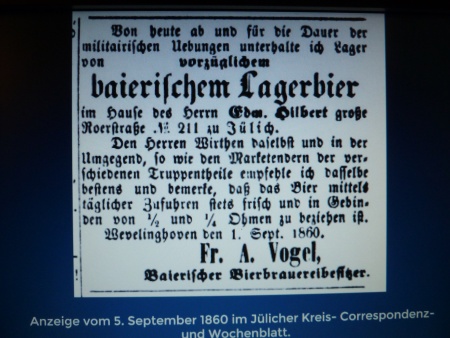 Von heute ab und für die Dauer der
militairischen Uebungen unterhalte ich Lager
von vorzüglichem
baierischem Lagerbier
im Hause des Herrn Edm. Hilbert große
Roerstraße № 211 zu Jülich.
Den Herren Wirthen daselbst und in der
Umgegend, so wie den Marketendern der ver-
schiedenen Truppentheile empfehle ich dasselbe
bestens und bemerke, daß das Bier mittels
täglicher Zufuhren stets frisch und in Gebin-
den von ½ und ¼ Ohmen zu beziehen ist.
Wevelinghoven den 1. Sept. 1860.
Fr. A. Vogel,
Baierischer Bierbrauereibesitzer.
Anzeige vom 5. September 1860 im Jülicher Kreis- Correspondenz-
und Wochenblatt.